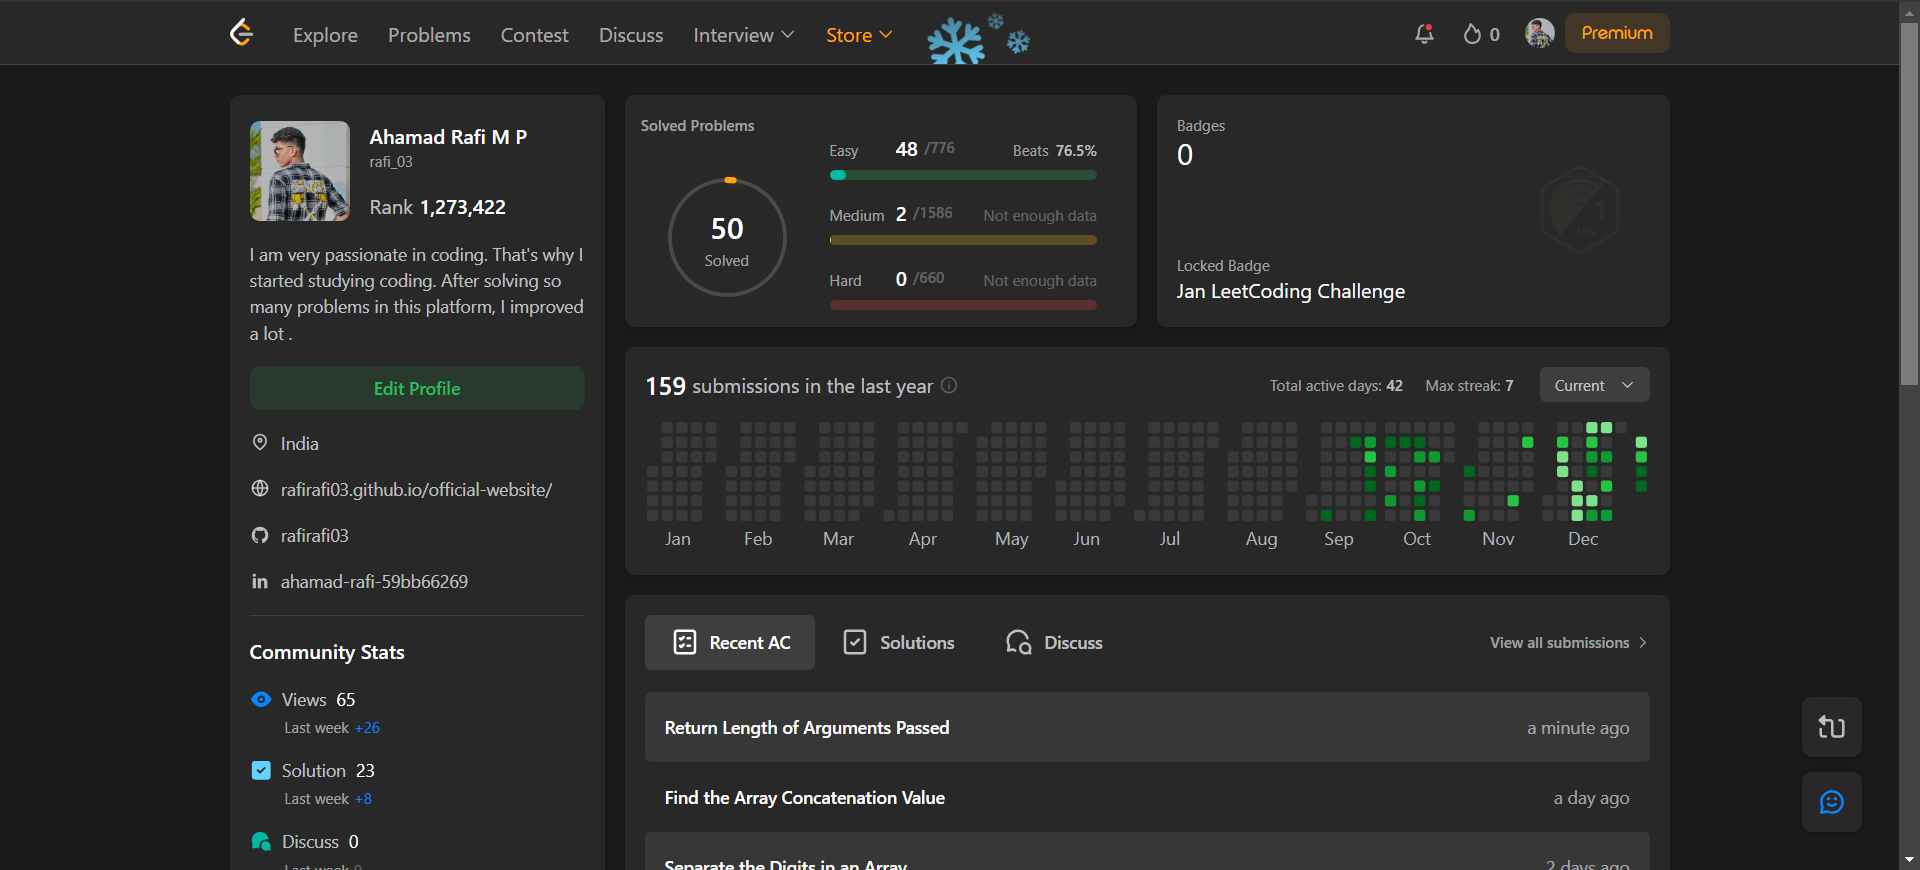 Explore Problems Contest Discuss Interview Store 0 Premium
Ahamad Rafi M P
rafi_03
Rank 1,273,422
I am very passionate in coding. That's why I
started studying coding. After solving so
many problems in this platform, I improved
a lot .
Edit Profile
India
rafirafi03.github.io/official-website/
rafirafi03
ahamad-rafi-59bb66269
Community Stats
Views 65
Last week +26
Solution 23
Last week +8
Discuss 0
Last week 0
Solved Problems
50
Solved
Easy 48 /776 Beats 76.5%
Medium 2 /1586 Not enough data
Hard 0 /660 Not enough data
Badges
0
1
JAN
Locked Badge
Jan LeetCoding Challenge
159 submissions in the last year Total active days: 42 Max streak: 7 Current
Jan Feb Mar Apr May Jun Jul Aug Sep Oct Nov Dec
Recent AC Solutions Discuss View all submissions
Return Length of Arguments Passed a minute ago
Find the Array Concatenation Value a day ago
Separate the Digits in an Array 2 days ago